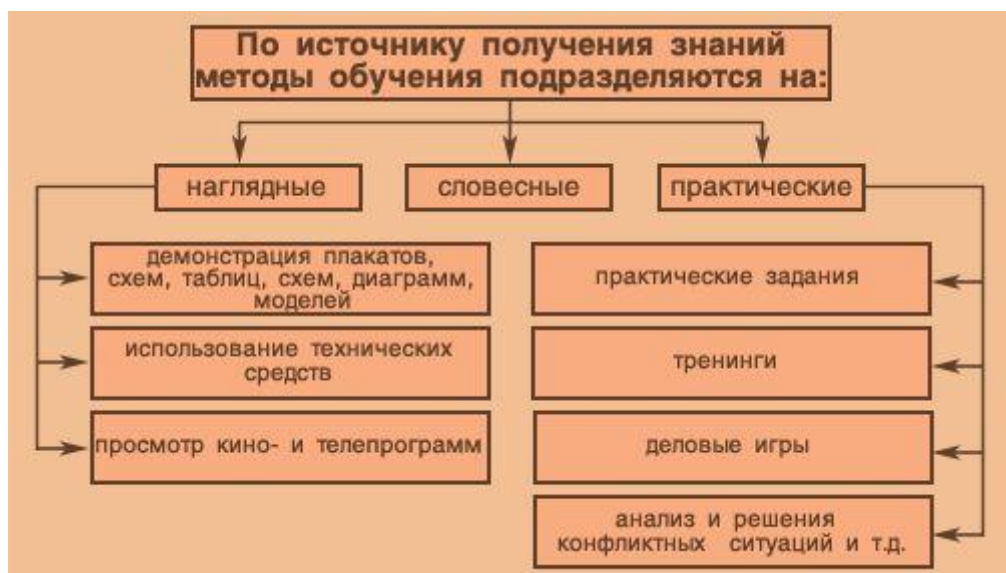 По источнику получения знаний
методы обучения подразделяются на:
наглядные
словесные
практические
демонстрация плакатов,
схем, таблиц, схем, диаграмм,
моделей
использование технических
средств
просмотр кино- и телепрограмм
практические задания
тренинги
деловые игры
анализ и решения
конфликтных ситуаций и т.д.